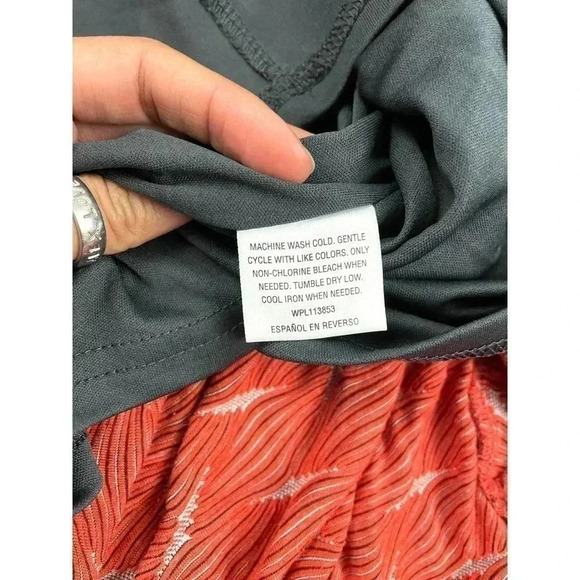 MACHINE WASH COLD. GENTLE
CYCLE WITH LIKE COLORS. ONLY
NON-CHLORINE BLEACH WHEN
NEEDED. TUMBLE DRY LOW.
COOL IRON WHEN NEEDED.
WPL113853
ESPAÑOL EN REVERSO